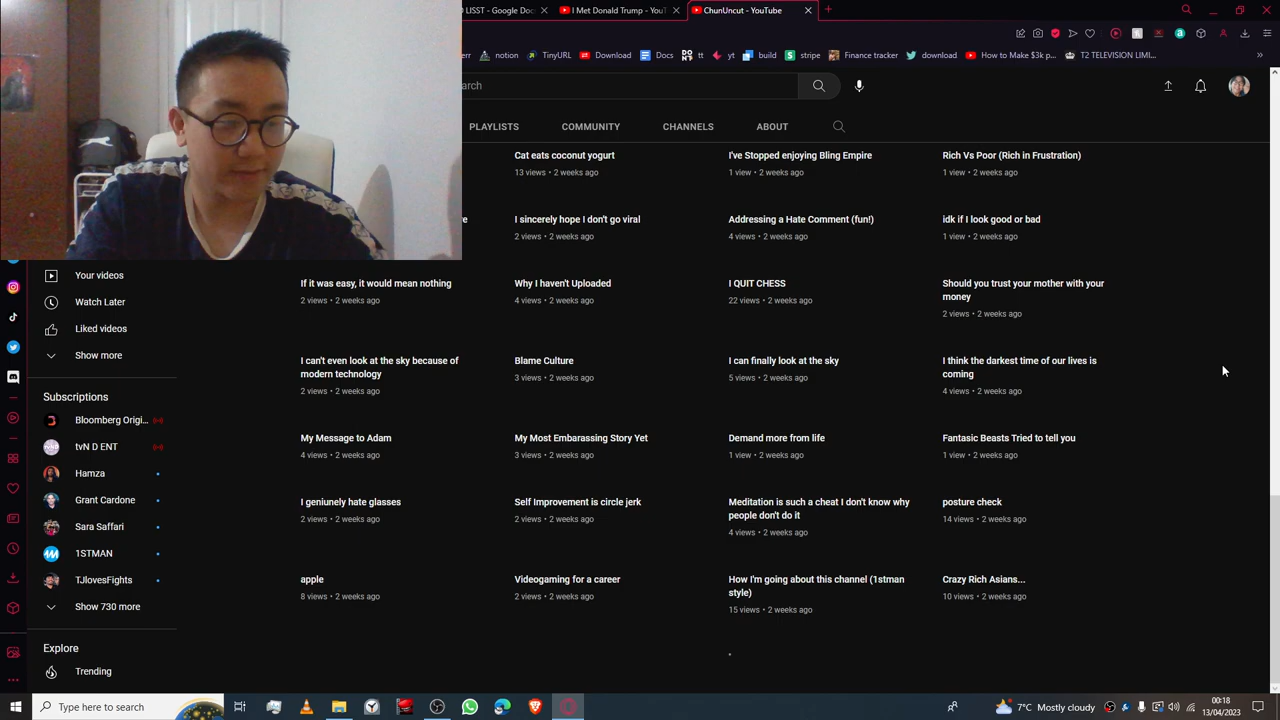 LISST - Google Doc
I Met Donald Trump - YouT
ChunUncut - YouTube
notion
TinyURL
Docs
tt
yt
build
stripe
Finance tracker
download
How to Make $3k p...
T2 TELEVISION LIMI...
arch
PLAYLISTS
COMMUNITY
CHANNELS
ABOUT
Cat eats coconut yogurt
I've Stopped enjoying Bling Empire
Rich Vs Poor (Rich in Frustration)
13 views • 2 weeks ago
1 view • 2 weeks ago
1 view • 2 weeks ago
I sincerely hope I don't go viral
Addressing a Hate Comment (fun!)
idk if I look good or bad
2 views • 2 weeks ago
4 views • 2 weeks ago
1 view • 2 weeks ago
Your videos
Watch Later
Liked videos
Show more
If it was easy, it would mean nothing
2 views • 2 weeks ago
Why I haven't Uploaded
4 views • 2 weeks ago
I QUIT CHESS
22 views • 2 weeks ago
Should you trust your mother with your
money
2 views • 2 weeks ago
I can't even look at the sky because of
modern technology
2 views • 2 weeks ago
Blame Culture
3 views • 2 weeks ago
I can finally look at the sky
5 views • 2 weeks ago
I think the darkest time of our lives is
coming
4 views • 2 weeks ago
Subscriptions
Bloomberg Origi...
tvN D ENT
Hamza
Grant Cardone
Sara Saffari
1STMAN
TJlovesFights
Show 730 more
My Message to Adam
4 views • 2 weeks ago
My Most Embarassing Story Yet
3 views • 2 weeks ago
Demand more from life
1 view • 2 weeks ago
Fantasic Beasts Tried to tell you
1 view • 2 weeks ago
I geniunely hate glasses
2 views • 2 weeks ago
Self Improvement is circle jerk
2 views • 2 weeks ago
Meditation is such a cheat I don't know why
people don't do it
4 views • 2 weeks ago
posture check
14 views • 2 weeks ago
apple
8 views • 2 weeks ago
Videogaming for a career
2 views • 2 weeks ago
How I'm going about this channel (1stman
style)
15 views • 2 weeks ago
Crazy Rich Asians...
10 views • 2 weeks ago
Explore
Trending
Type here to search
7°C Mostly cloudy
00:18
13/04/2023